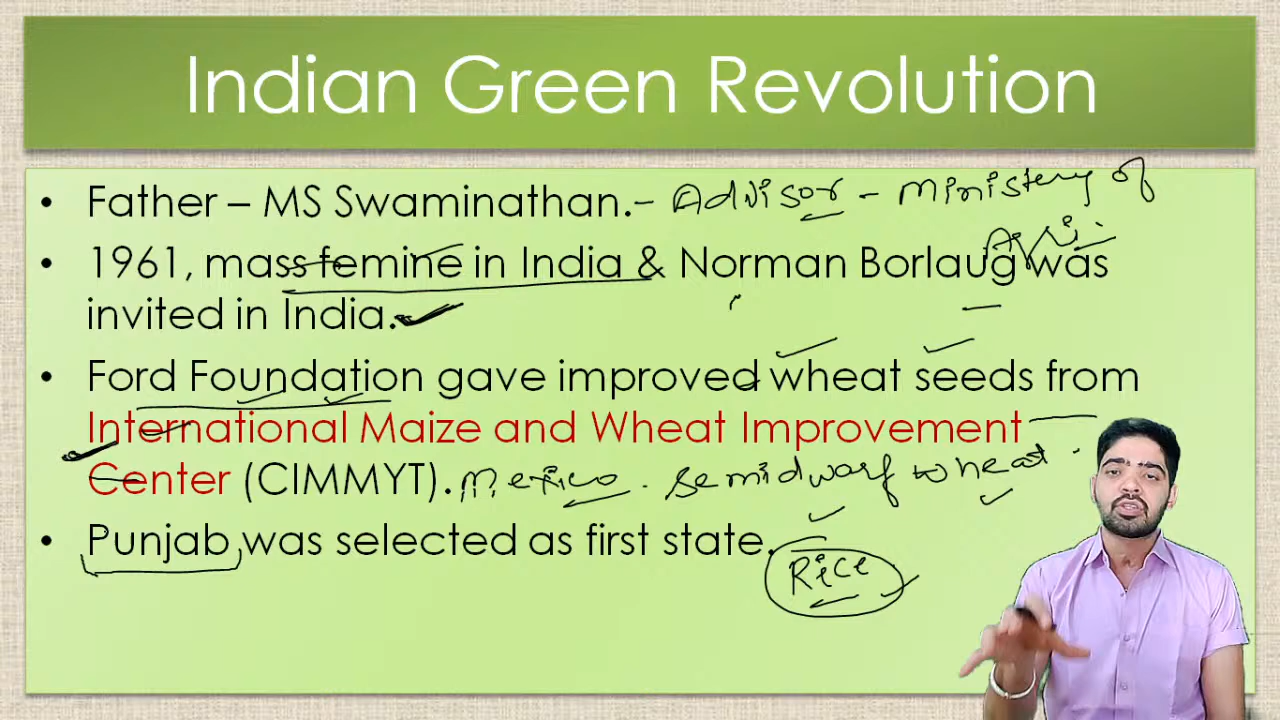 Indian Green Revolution
• Father – MS Swaminathan. – Advisor – Ministery of
Agri.
• 1961, mass femine in India & Norman Borlaug was
invited in India.
• Ford Foundation gave improved wheat seeds from
International Maize and Wheat Improvement
Center (CIMMYT). Mexico. Semidwarf wheat.
• Punjab was selected as first state.
Rice